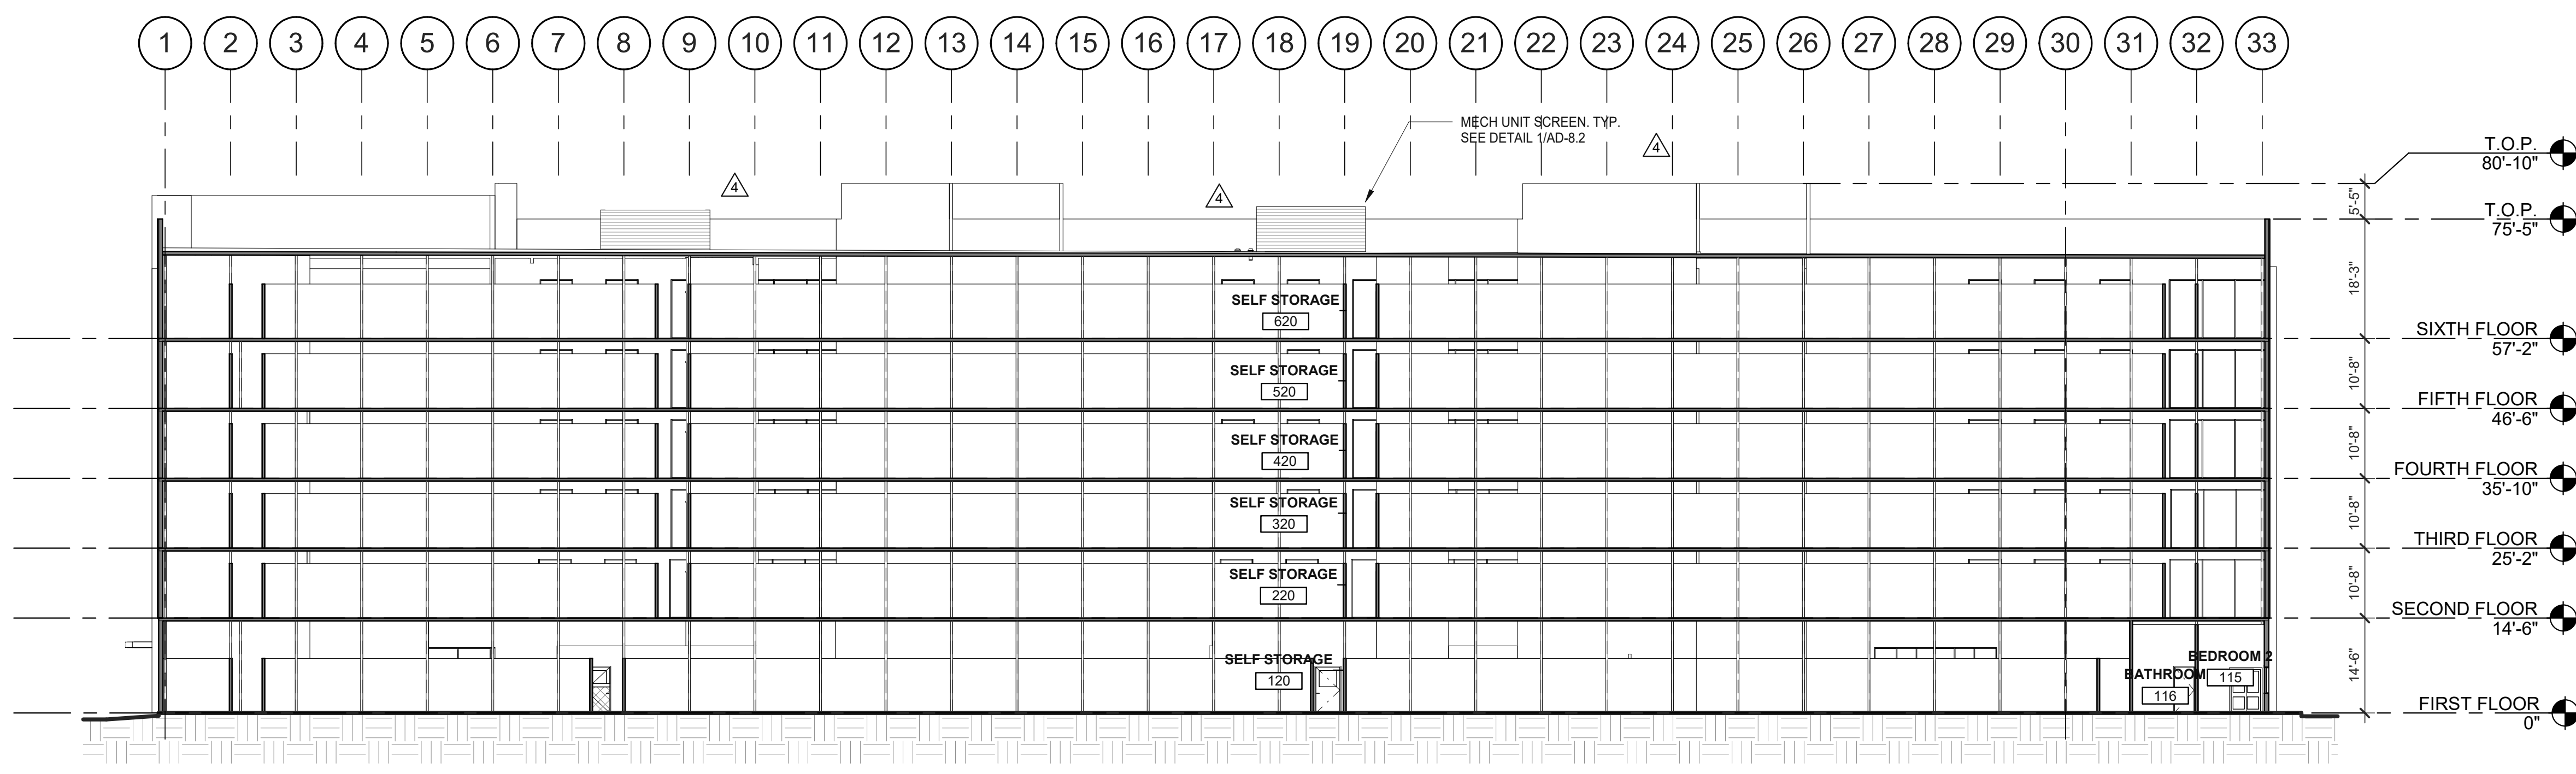 1 2 3 4 5 6 7 8 9 10 11 12 13 14 15 16 17 18 19 20 21 22 23 24 25 26 27 28 29 30 31 32 33
MECH UNIT SCREEN. TYP.
SEE DETAIL 1/AD-8.2
4
4
4
T.O.P.
80'-10"
5'-5"
T.O.P.
75'-5"
18'-3"
SELF STORAGE
620
SIXTH FLOOR
57'-2"
10'-8"
SELF STORAGE
520
FIFTH FLOOR
46'-6"
10'-8"
SELF STORAGE
420
FOURTH FLOOR
35'-10"
10'-8"
SELF STORAGE
320
THIRD FLOOR
25'-2"
10'-8"
SELF STORAGE
220
SECOND FLOOR
14'-6"
14'-6"
SELF STORAGE
120
BEDROOM 2
115
BATHROOM
116
FIRST FLOOR
0"